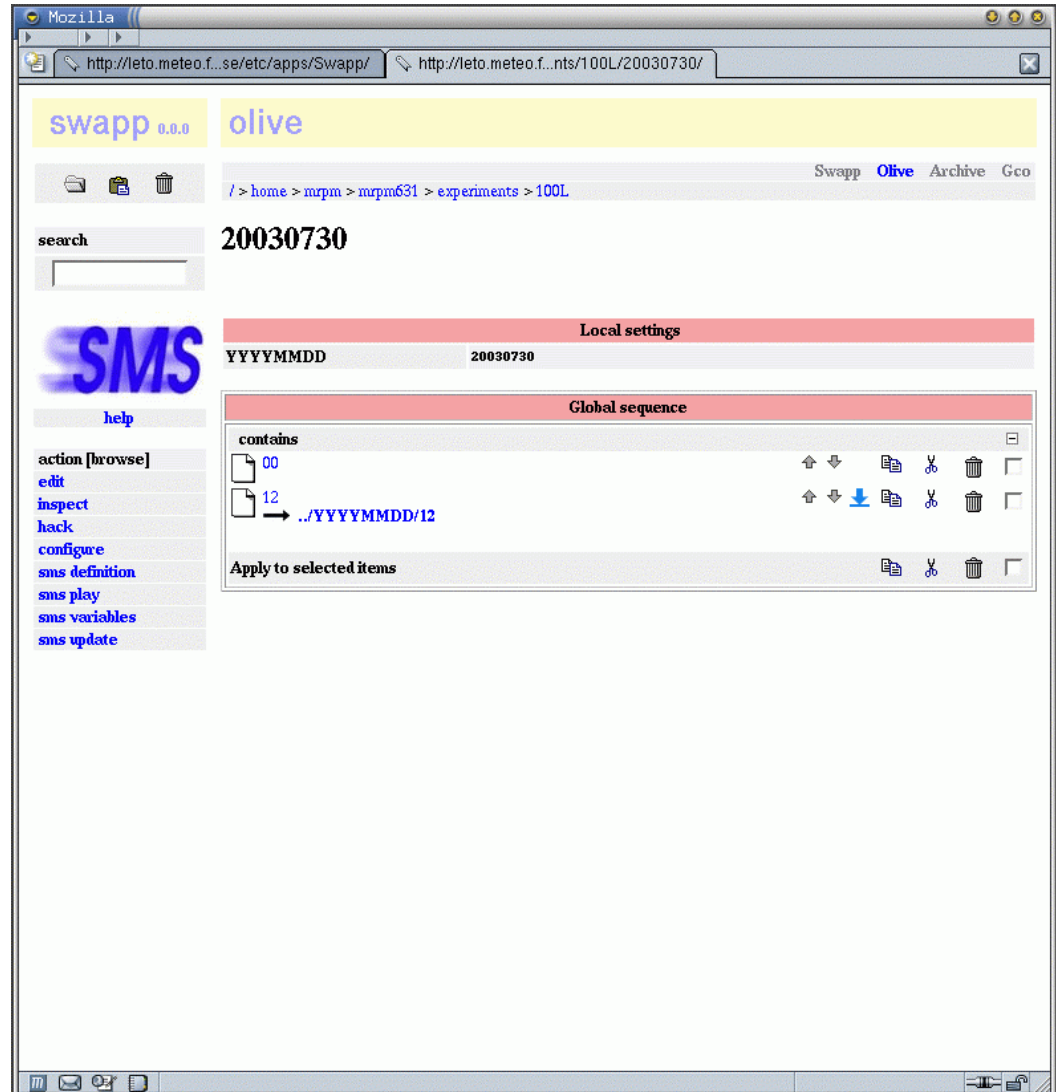 Mozilla
http://leto.meteo.f...se/etc/apps/Swapp/
http://leto.meteo.f...nts/100L/20030730/
swapp 0.0.0
olive
Swapp Olive Archive Gco
/ > home > mrpm > mrpm631 > experiments > 100L
search
20030730
SMS
help
action [browse]
edit
inspect
hack
configure
sms definition
sms play
sms variables
sms update
Local settings
YYYYMMDD 20030730
Global sequence
contains
00
12
../YYYYMMDD/12
Apply to selected items